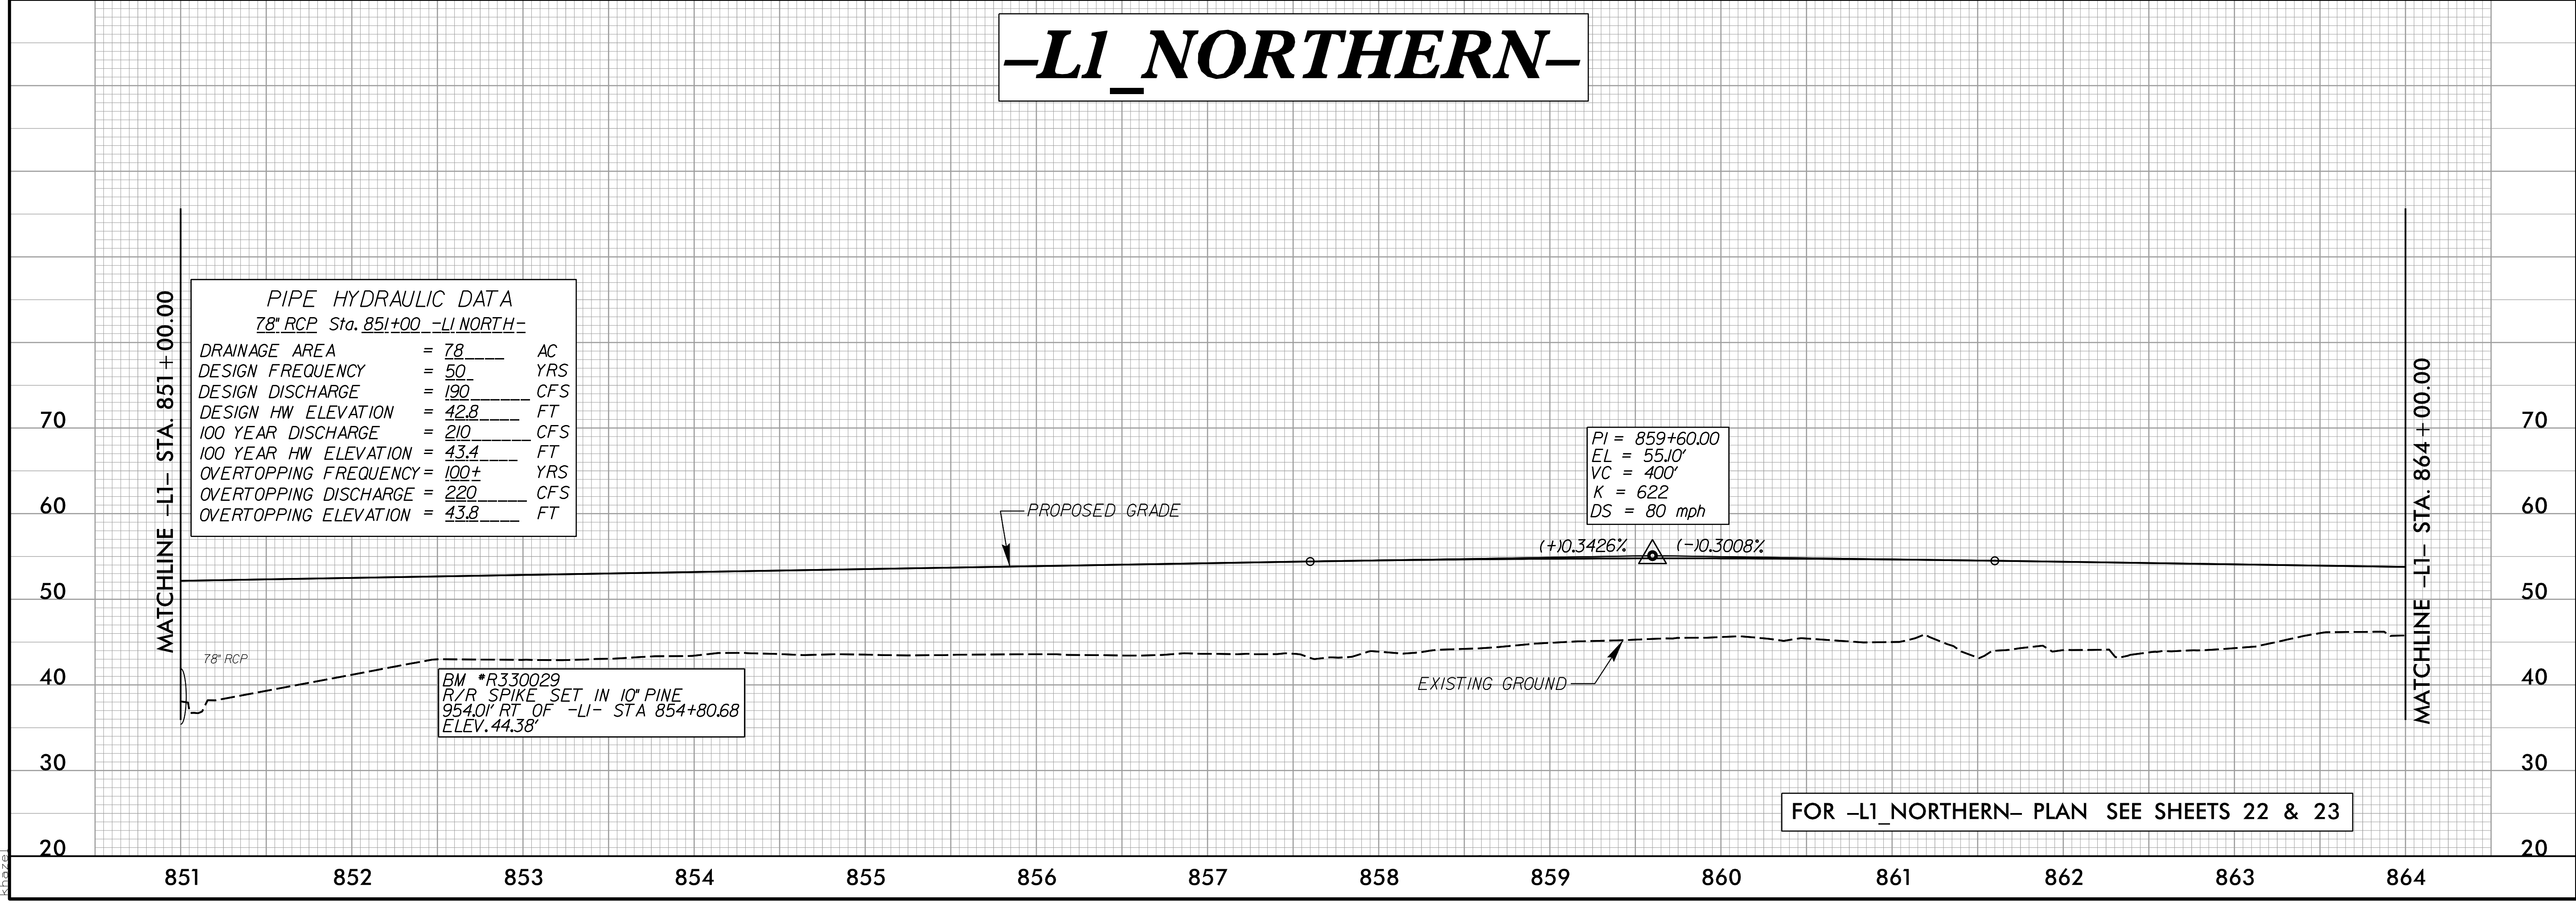 –L1_NORTHERN–
PIPE HYDRAULIC DATA
78" RCP Sta. 851+00 -L1 NORTH-
DRAINAGE AREA = 78 AC
DESIGN FREQUENCY = 50 YRS
DESIGN DISCHARGE = 190 CFS
DESIGN HW ELEVATION = 42.8 FT
100 YEAR DISCHARGE = 210 CFS
100 YEAR HW ELEVATION = 43.4 FT
OVERTOPPING FREQUENCY = 100± YRS
OVERTOPPING DISCHARGE = 220 CFS
OVERTOPPING ELEVATION = 43.8 FT
MATCHLINE –L1– STA. 851+00.00
MATCHLINE –L1– STA. 864+00.00
PI = 859+60.00
EL = 55.10'
VC = 400'
K = 622
DS = 80 mph
PROPOSED GRADE
(+)0.3426% (-)0.3008%
78" RCP
BM #R330029
R/R SPIKE SET IN 10" PINE
954.01' RT OF -L1- STA 854+80.68
ELEV. 44.38'
EXISTING GROUND
FOR –L1_NORTHERN– PLAN SEE SHEETS 22 & 23
70 70
60 60
50 50
40 40
30 30
20 20
851 852 853 854 855 856 857 858 859 860 861 862 863 864
khazel